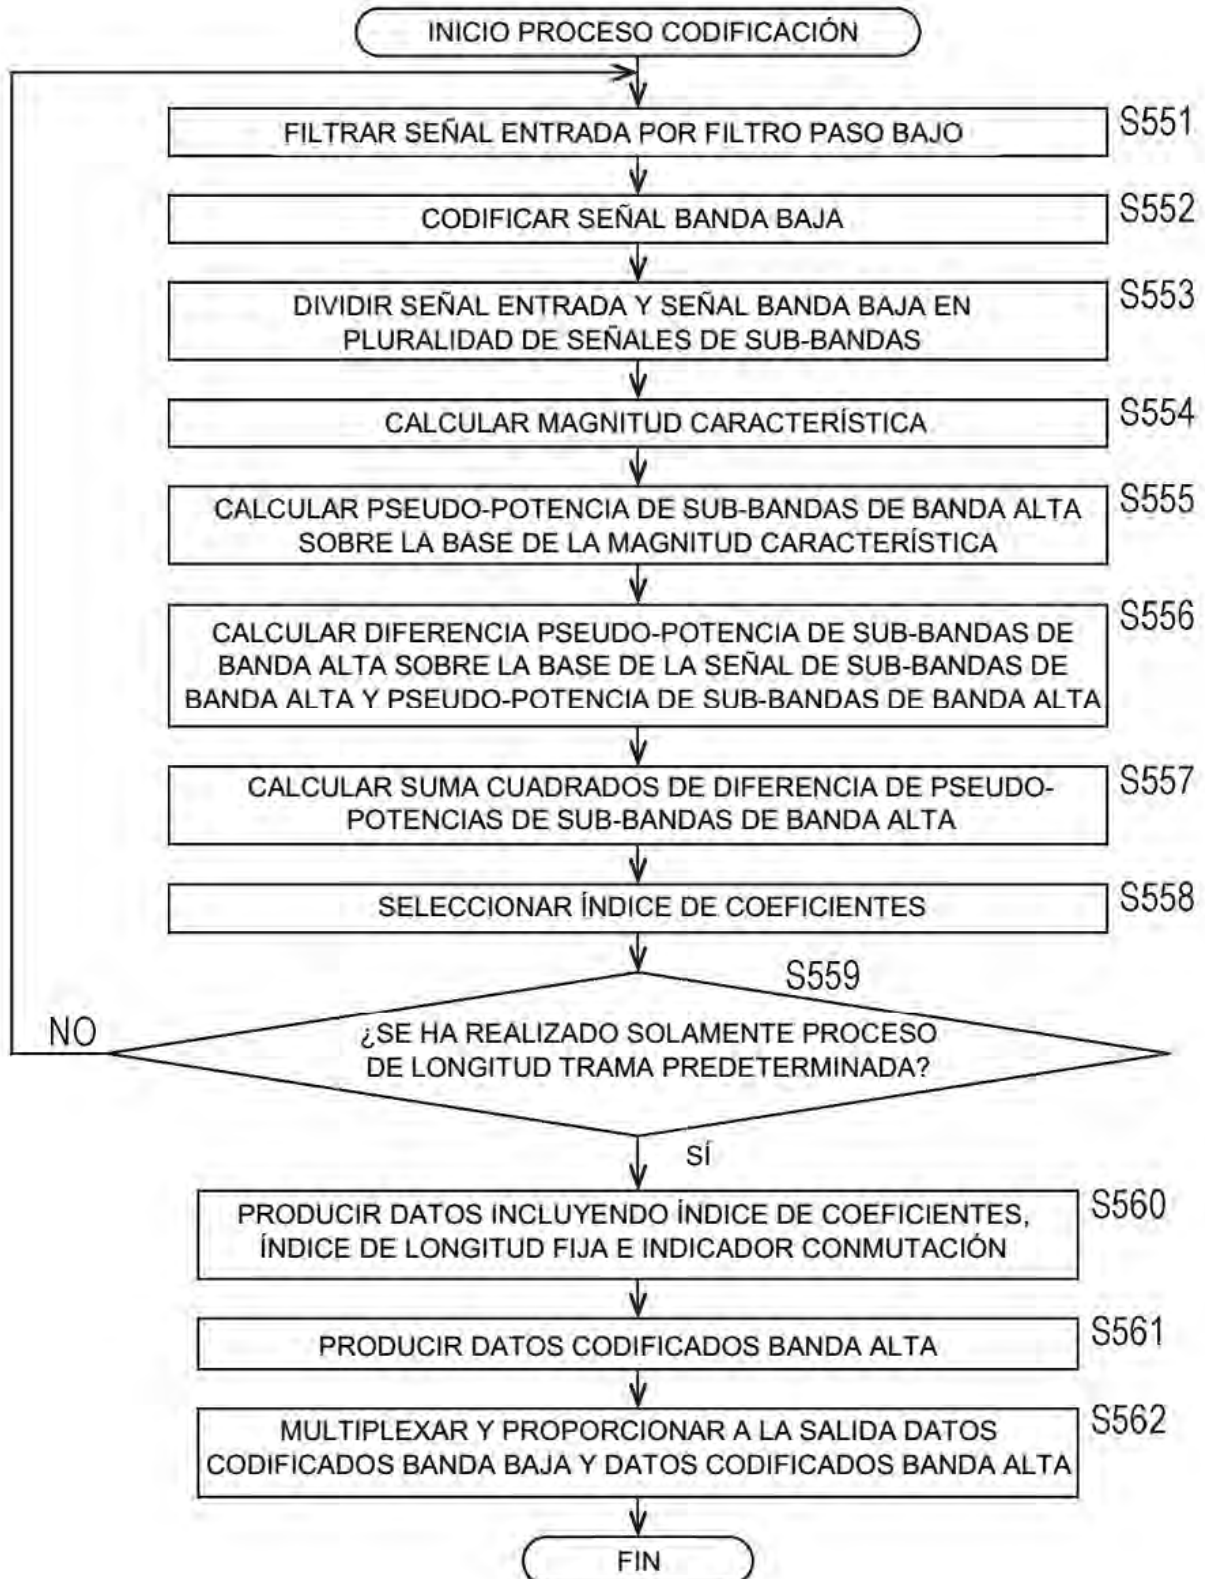 INICIO PROCESO CODIFICACIÓN
FILTRAR SEÑAL ENTRADA POR FILTRO PASO BAJO
S551
CODIFICAR SEÑAL BANDA BAJA
S552
DIVIDIR SEÑAL ENTRADA Y SEÑAL BANDA BAJA EN
PLURALIDAD DE SEÑALES DE SUB-BANDAS
S553
CALCULAR MAGNITUD CARACTERÍSTICA
S554
CALCULAR PSEUDO-POTENCIA DE SUB-BANDAS DE BANDA ALTA
SOBRE LA BASE DE LA MAGNITUD CARACTERÍSTICA
S555
CALCULAR DIFERENCIA PSEUDO-POTENCIA DE SUB-BANDAS DE
BANDA ALTA SOBRE LA BASE DE LA SEÑAL DE SUB-BANDAS DE
BANDA ALTA Y PSEUDO-POTENCIA DE SUB-BANDAS DE BANDA ALTA
S556
CALCULAR SUMA CUADRADOS DE DIFERENCIA DE PSEUDO-
POTENCIAS DE SUB-BANDAS DE BANDA ALTA
S557
SELECCIONAR ÍNDICE DE COEFICIENTES
S558
S559
¿SE HA REALIZADO SOLAMENTE PROCESO
DE LONGITUD TRAMA PREDETERMINADA?
NO
SÍ
PRODUCIR DATOS INCLUYENDO ÍNDICE DE COEFICIENTES,
ÍNDICE DE LONGITUD FIJA E INDICADOR CONMUTACIÓN
S560
PRODUCIR DATOS CODIFICADOS BANDA ALTA
S561
MULTIPLEXAR Y PROPORCIONAR A LA SALIDA DATOS
CODIFICADOS BANDA BAJA Y DATOS CODIFICADOS BANDA ALTA
S562
FIN